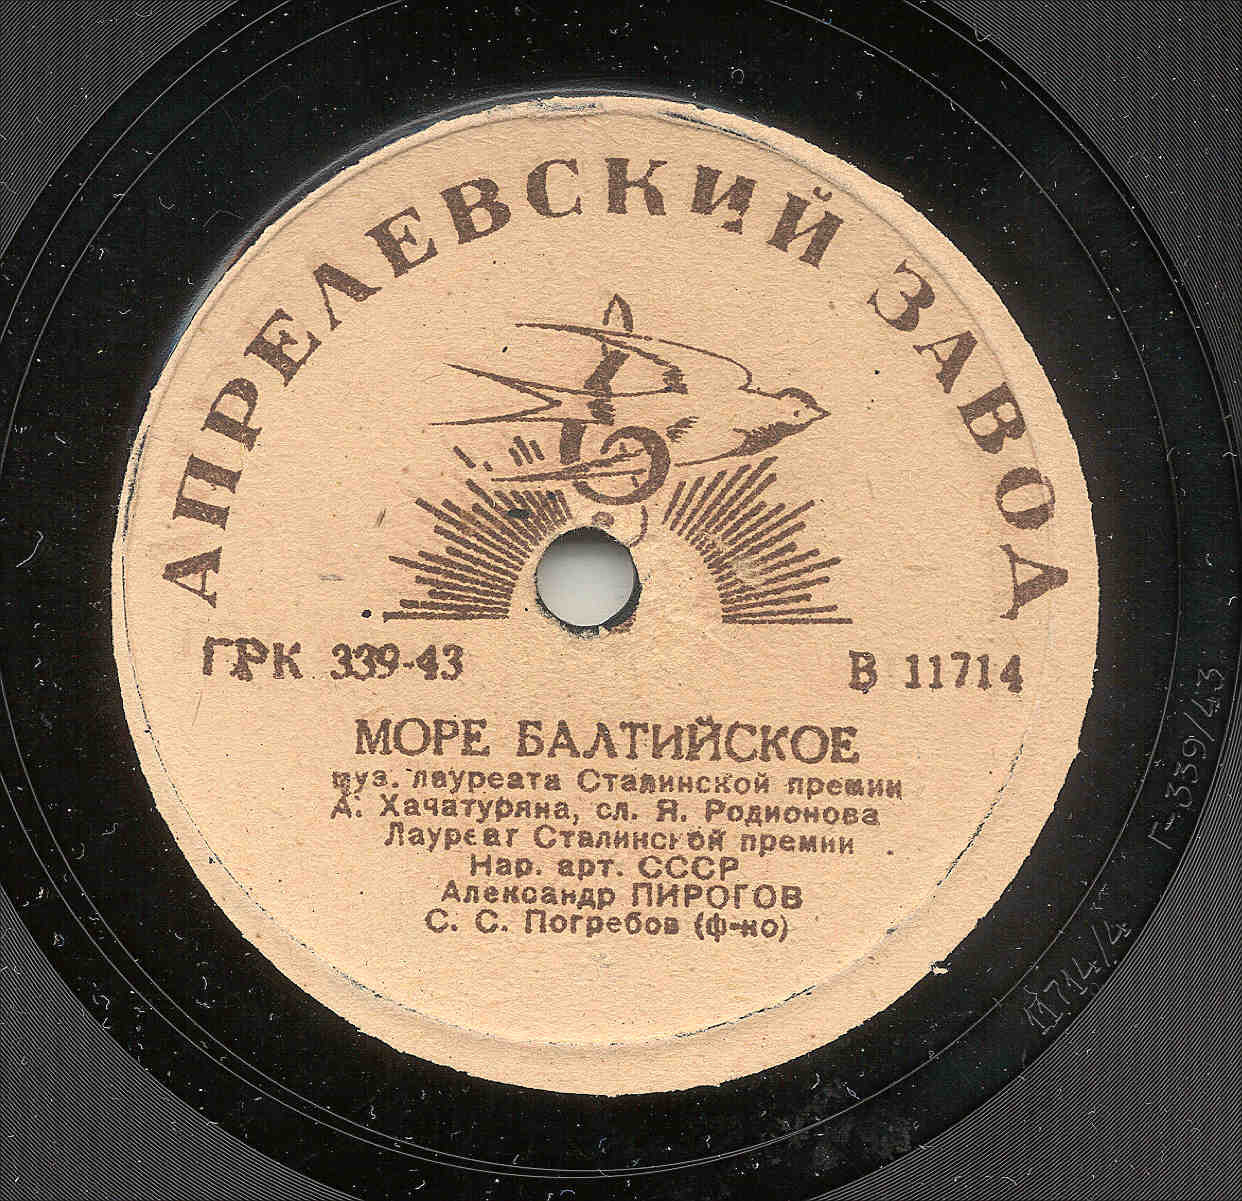 АПРЕЛЕВСКИЙ ЗАВОД
ГРК 339-43
В 11714
МОРЕ БАЛТИЙСКОЕ
муз. лауреата Сталинской премии
А. Хачатуряна, сл. Я. Родионова
Лауреат Сталинской премии
Нар. арт. СССР
Александр ПИРОГОВ
С. С. Погребов (ф-но)
Г-339/43
11714/4